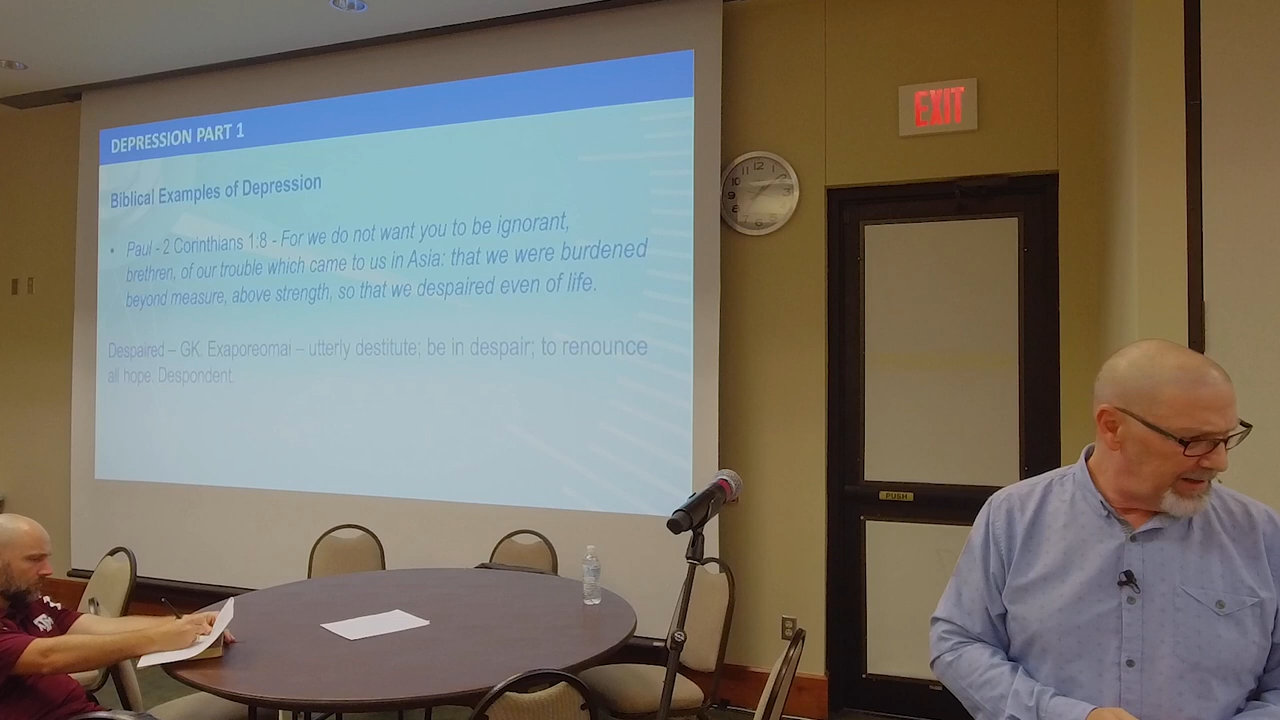 DEPRESSION PART 1
Biblical Examples of Depression
• Paul - 2 Corinthians 1:8 - For we do not want you to be ignorant,
brethren, of our trouble which came to us in Asia: that we were burdened
beyond measure, above strength, so that we despaired even of life.
Despaired – GK. Exaporeomai – utterly destitute: be in despair; to renounce
all hope. Despondent.
EXIT
PUSH